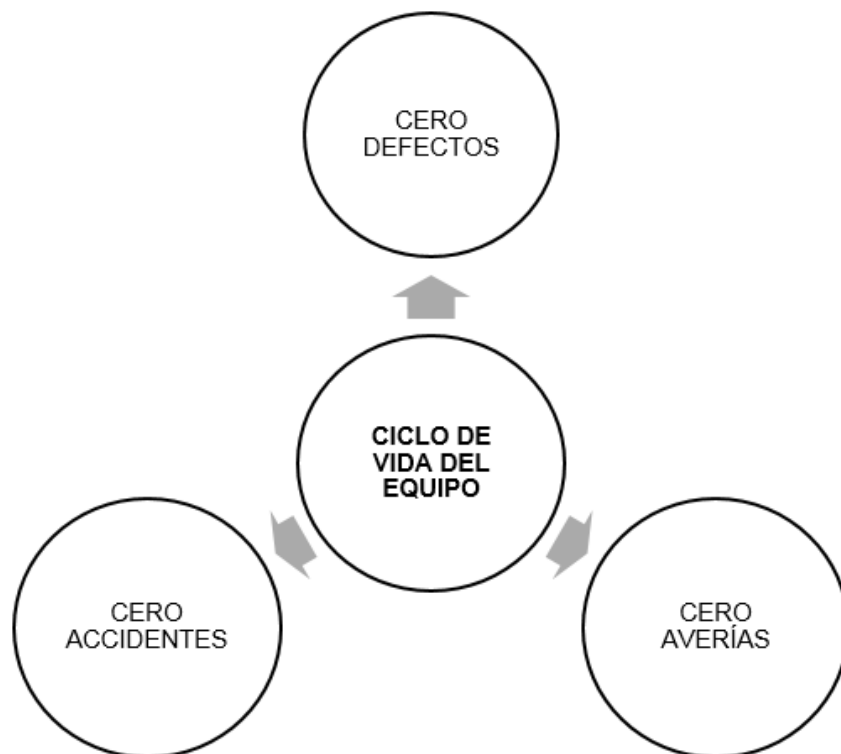 CERO
DEFECTOS
CICLO DE
VIDA DEL
EQUIPO
CERO
ACCIDENTES
CERO
AVERÍAS